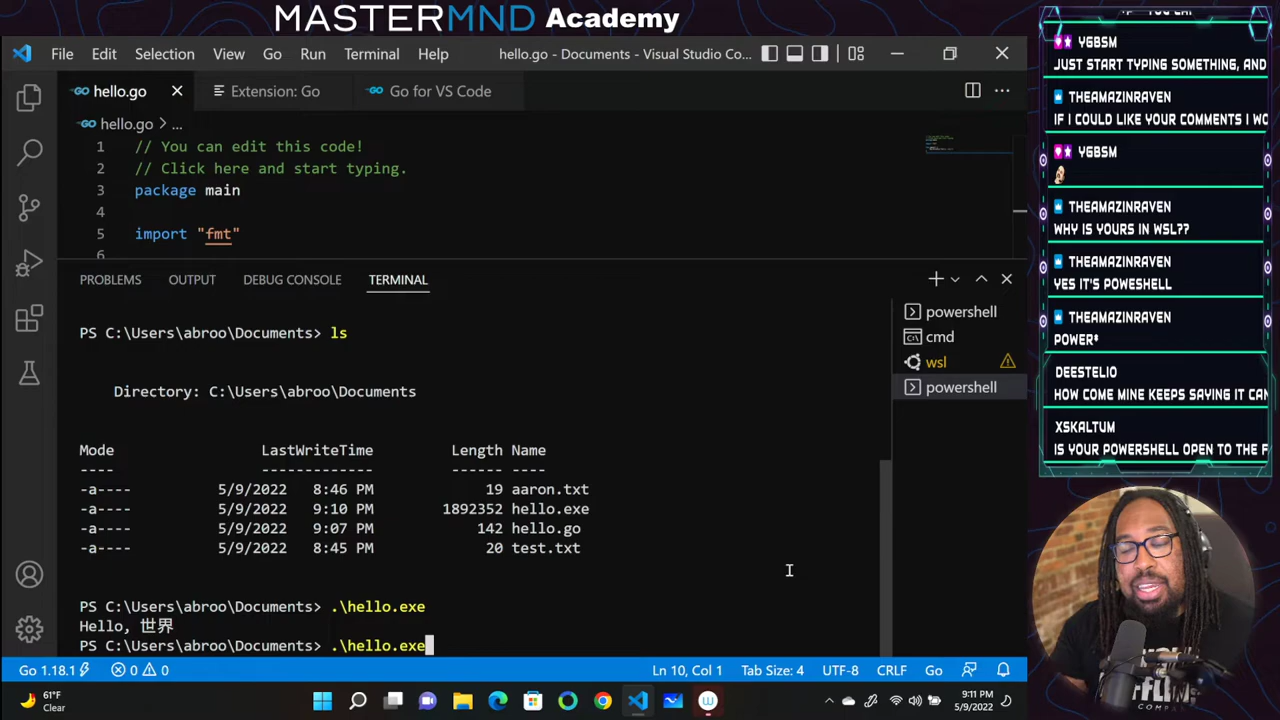 MASTERMND Academy
File Edit Selection View Go Run Terminal Help hello.go - Documents - Visual Studio Co...
hello.go Extension: Go Go for VS Code
hello.go > ...
1 // You can edit this code!
2 // Click here and start typing.
3 package main
4
5 import "fmt"
6
PROBLEMS OUTPUT DEBUG CONSOLE TERMINAL
PS C:\Users\abroo\Documents> ls
Directory: C:\Users\abroo\Documents
Mode LastWriteTime Length Name
---- ------------- ------ ----
-a---- 5/9/2022 8:46 PM 19 aaron.txt
-a---- 5/9/2022 9:10 PM 1892352 hello.exe
-a---- 5/9/2022 9:07 PM 142 hello.go
-a---- 5/9/2022 8:45 PM 20 test.txt
PS C:\Users\abroo\Documents> .\hello.exe
Hello, 世界
PS C:\Users\abroo\Documents> .\hello.exe
powershell
cmd
wsl
powershell
Go 1.18.1 0 0 Ln 10, Col 1 Tab Size: 4 UTF-8 CRLF Go
61°F
Clear
9:11 PM
5/9/2022
YGBSM
JUST START TYPING SOMETHING, AND
THEAMAZINRAVEN
IF I COULD LIKE YOUR COMMENTS I WO
YGBSM
THEAMAZINRAVEN
WHY IS YOURS IN WSL??
THEAMAZINRAVEN
YES IT'S POWESHELL
THEAMAZINRAVEN
POWER*
DEESTELIO
HOW COME MINE KEEPS SAYING IT CAN
XSKALTUM
IS YOUR POWERSHELL OPEN TO THE F